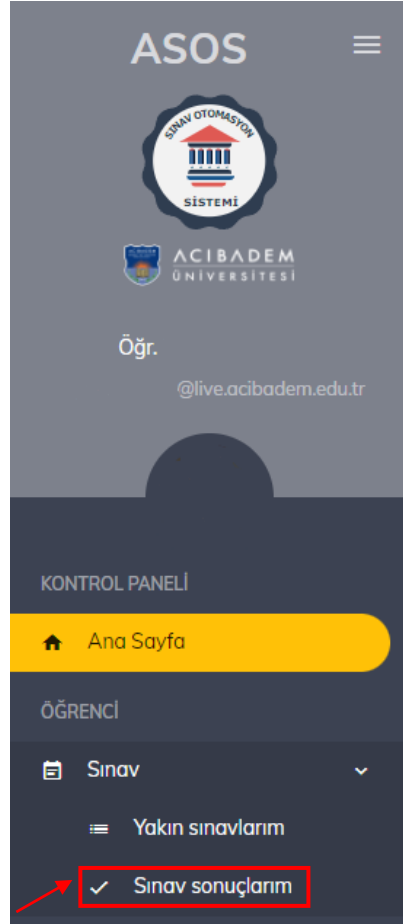 ASOS
SINAV OTOMASYON
SİSTEMİ
ACIBADEM
ÜNİVERSİTESİ
Öğr.
@live.acibadem.edu.tr
KONTROL PANELİ
Ana Sayfa
ÖĞRENCİ
Sınav
Yakın sınavlarım
Sınav sonuçlarım